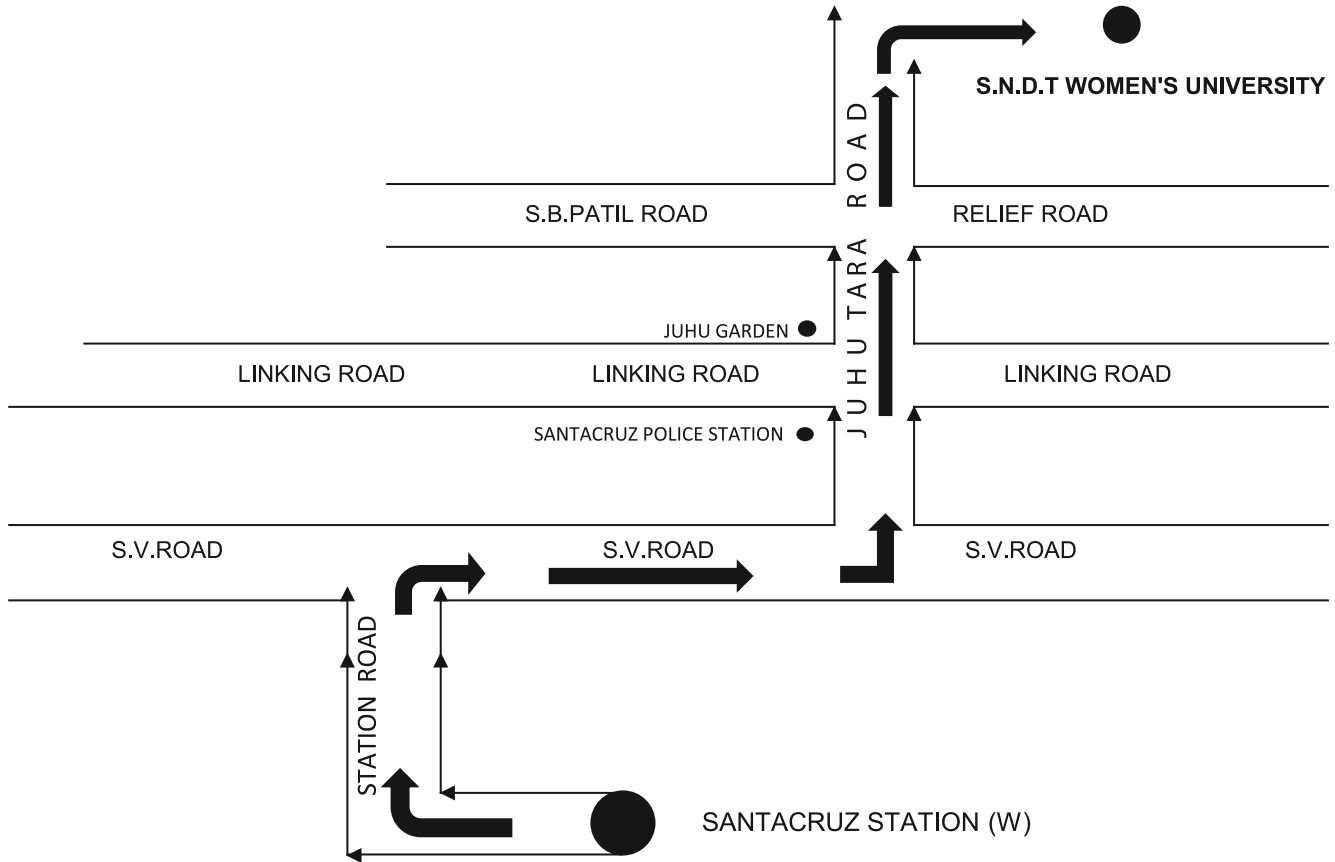 S.N.D.T WOMEN'S UNIVERSITY
JUHU TARA ROAD
S.B.PATIL ROAD
RELIEF ROAD
JUHU GARDEN
LINKING ROAD
LINKING ROAD
LINKING ROAD
SANTACRUZ POLICE STATION
S.V.ROAD
S.V.ROAD
S.V.ROAD
STATION ROAD
SANTACRUZ STATION (W)